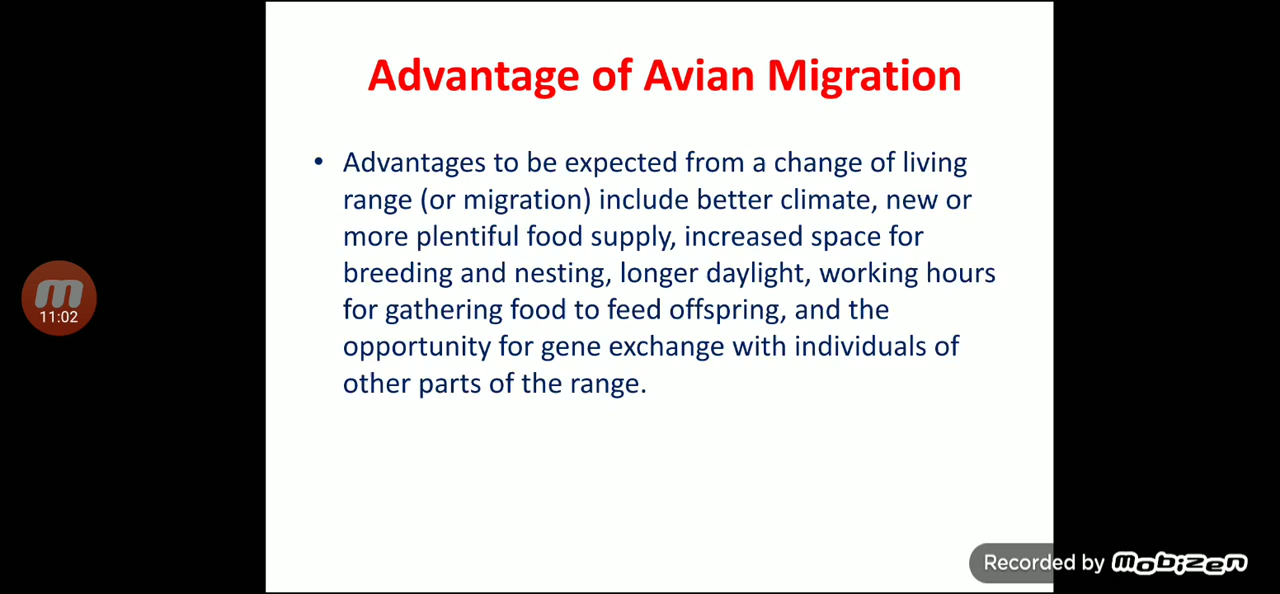 Advantage of Avian Migration
• Advantages to be expected from a change of living
range (or migration) include better climate, new or
more plentiful food supply, increased space for
breeding and nesting, longer daylight, working hours
for gathering food to feed offspring, and the
opportunity for gene exchange with individuals of
other parts of the range.
m
11:02
Recorded by mobizen